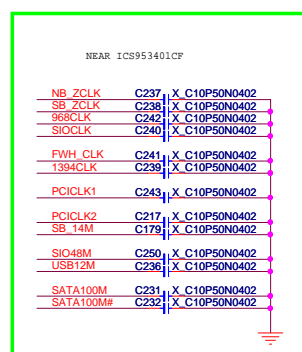 NEAR ICS953401CF
NB_ZCLK C237 X_C10P50N0402
SB_ZCLK C238 X_C10P50N0402
968CLK C242 X_C10P50N0402
SIOCLK C240 X_C10P50N0402
FWH_CLK C241 X_C10P50N0402
1394CLK C239 X_C10P50N0402
PCICLK1 C243 X_C10P50N0402
PCICLK2 C217 X_C10P50N0402
SB_14M C179 X_C10P50N0402
SIO48M C250 X_C10P50N0402
USB12M C236 X_C10P50N0402
SATA100M C231 X_C10P50N0402
SATA100M# C232 X_C10P50N0402